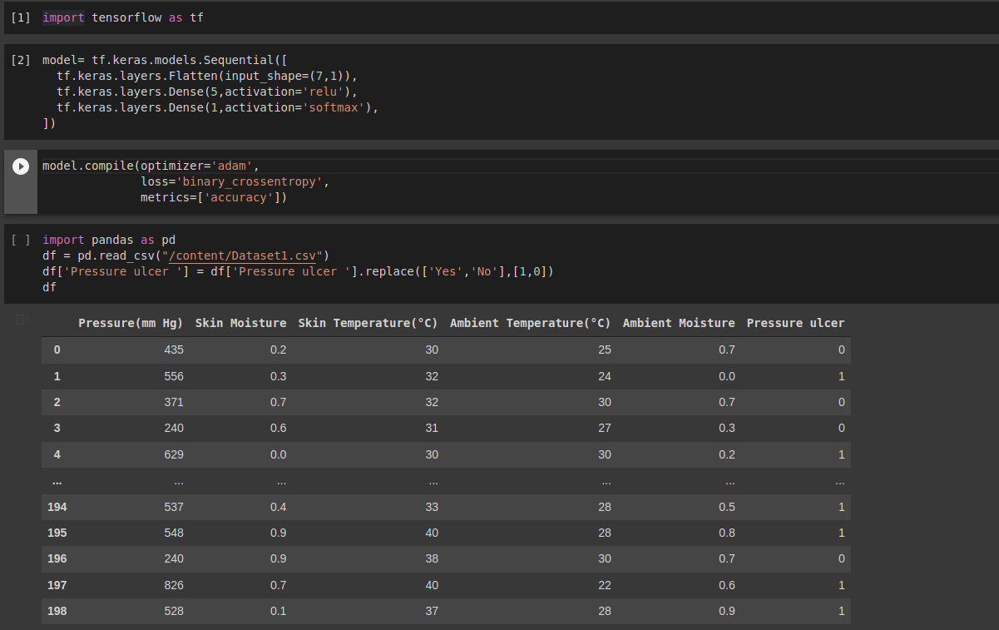 [1] import tensorflow as tf
[2] model= tf.keras.models.Sequential([
tf.keras.layers.Flatten(input_shape=(7,1)),
tf.keras.layers.Dense(5,activation='relu'),
tf.keras.layers.Dense(1,activation='softmax'),
])
model.compile(optimizer='adam',
loss='binary_crossentropy',
metrics=['accuracy'])
[ ] import pandas as pd
df = pd.read_csv("/content/Dataset1.csv")
df['Pressure ulcer '] = df['Pressure ulcer '].replace(['Yes','No'],[1,0])
df
Pressure(mm Hg) Skin Moisture Skin Temperature(°C) Ambient Temperature(°C) Ambient Moisture Pressure ulcer
0 435 0.2 30 25 0.7 0
1 556 0.3 32 24 0.0 1
2 371 0.7 32 30 0.7 0
3 240 0.6 31 27 0.3 0
4 629 0.0 30 30 0.2 1
... ... ... ... ... ... ...
194 537 0.4 33 28 0.5 1
195 548 0.9 40 28 0.8 1
196 240 0.9 38 30 0.7 0
197 826 0.7 40 22 0.6 1
198 528 0.1 37 28 0.9 1